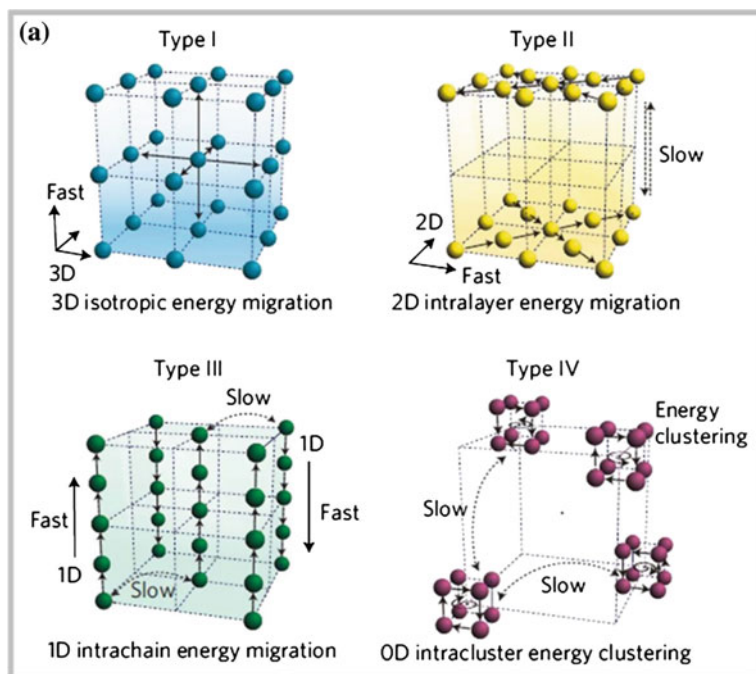 (a)
Type I
Fast
3D
3D isotropic energy migration
Type II
Slow
2D
Fast
2D intralayer energy migration
Type III
Slow
1D
Fast
Fast
1D
Slow
1D intrachain energy migration
Type IV
Energy
clustering
Slow
Slow
0D intracluster energy clustering